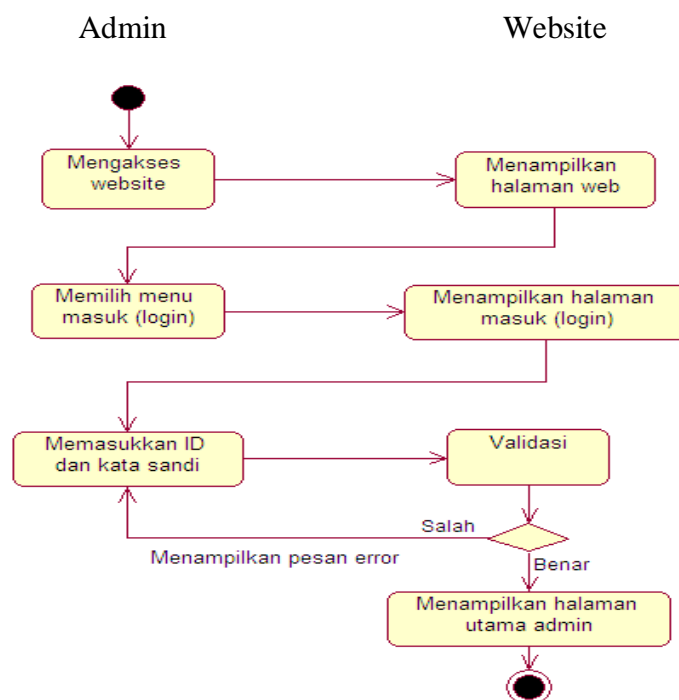 Admin
Website
Mengakses
website
Menampilkan
halaman web
Memilih menu
masuk (login)
Menampilkan halaman
masuk (login)
Memasukkan ID
dan kata sandi
Validasi
Salah
Menampilkan pesan error
Benar
Menampilkan halaman
utama admin